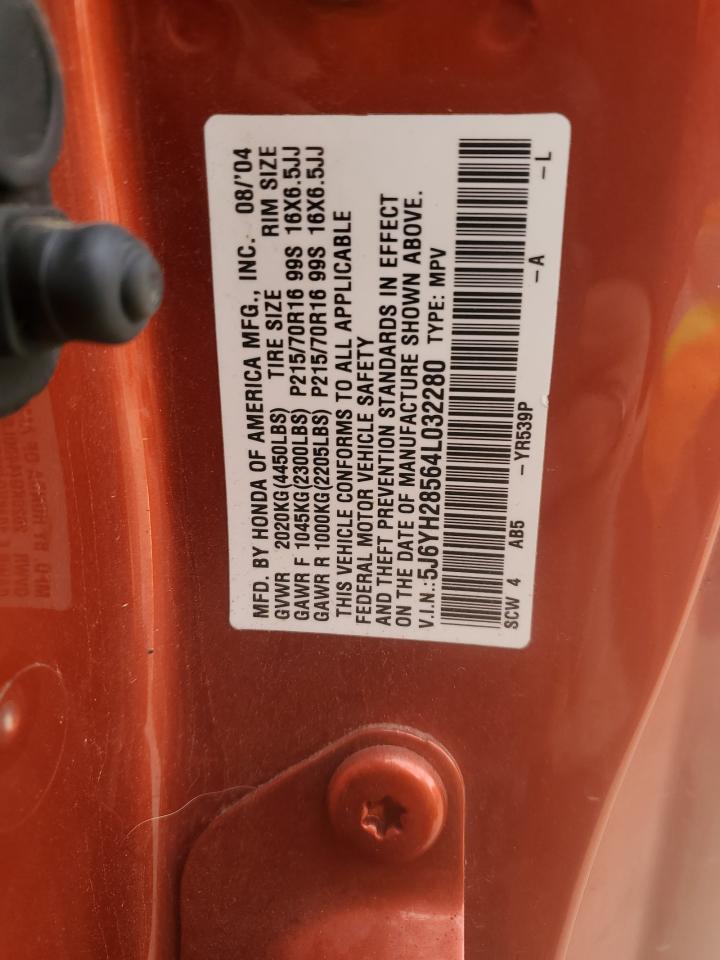 MFD. BY HONDA OF AMERICA MFG., INC. 08/'04
GVWR 2020KG(4450LBS) TIRE SIZE RIM SIZE
GAWR F 1045KG(2300LBS) P215/70R16 99S 16X6.5JJ
GAWR R 1000KG(2205LBS) P215/70R16 99S 16X6.5JJ
THIS VEHICLE CONFORMS TO ALL APPLICABLE
FEDERAL MOTOR VEHICLE SAFETY
AND THEFT PREVENTION STANDARDS IN EFFECT
ON THE DATE OF MANUFACTURE SHOWN ABOVE.
V.I.N.:5J6YH28564L032280 TYPE: MPV
SCW 4 AB5 -YR539P -A -L